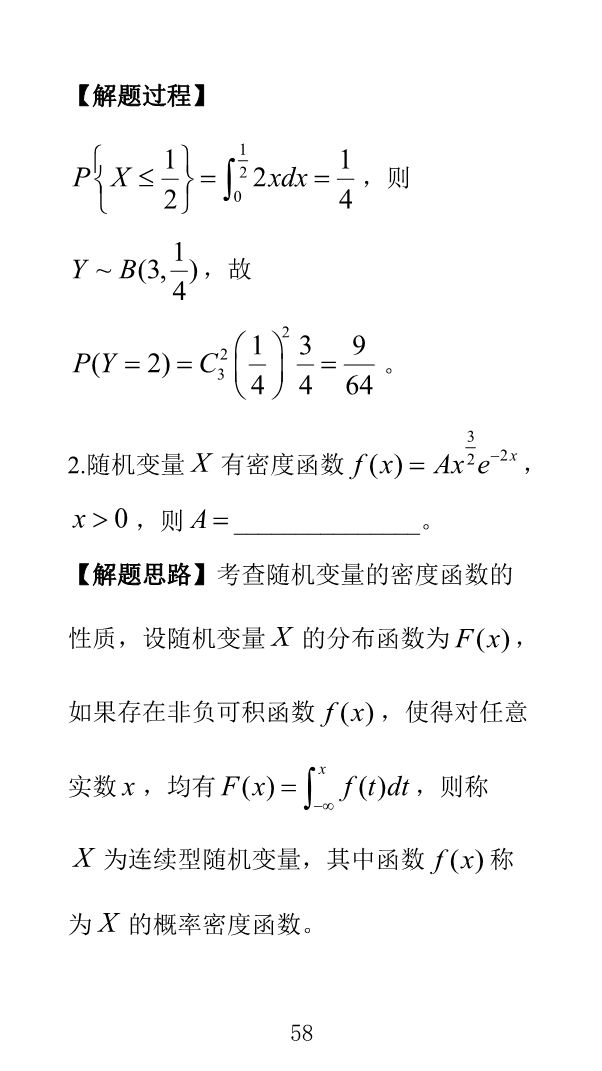 【解题过程】
$P\left\{X \leq \frac{1}{2}\right\} = \int_{0}^{\frac{1}{2}} 2xdx = \frac{1}{4}$，则
$Y \sim B(3, \frac{1}{4})$，故
$P(Y = 2) = C_3^2 \left(\frac{1}{4}\right)^2 \frac{3}{4} = \frac{9}{64}$。
2.随机变量 $X$ 有密度函数 $f(x) = Ax^{\frac{3}{2}}e^{-2x}$，
$x > 0$，则 $A =$_______________。
【解题思路】考查随机变量的密度函数的
性质，设随机变量 $X$ 的分布函数为 $F(x)$，
如果存在非负可积函数 $f(x)$，使得对任意
实数 $x$，均有 $F(x) = \int_{-\infty}^{x} f(t)dt$，则称
$X$ 为连续型随机变量，其中函数 $f(x)$ 称
为 $X$ 的概率密度函数。
58